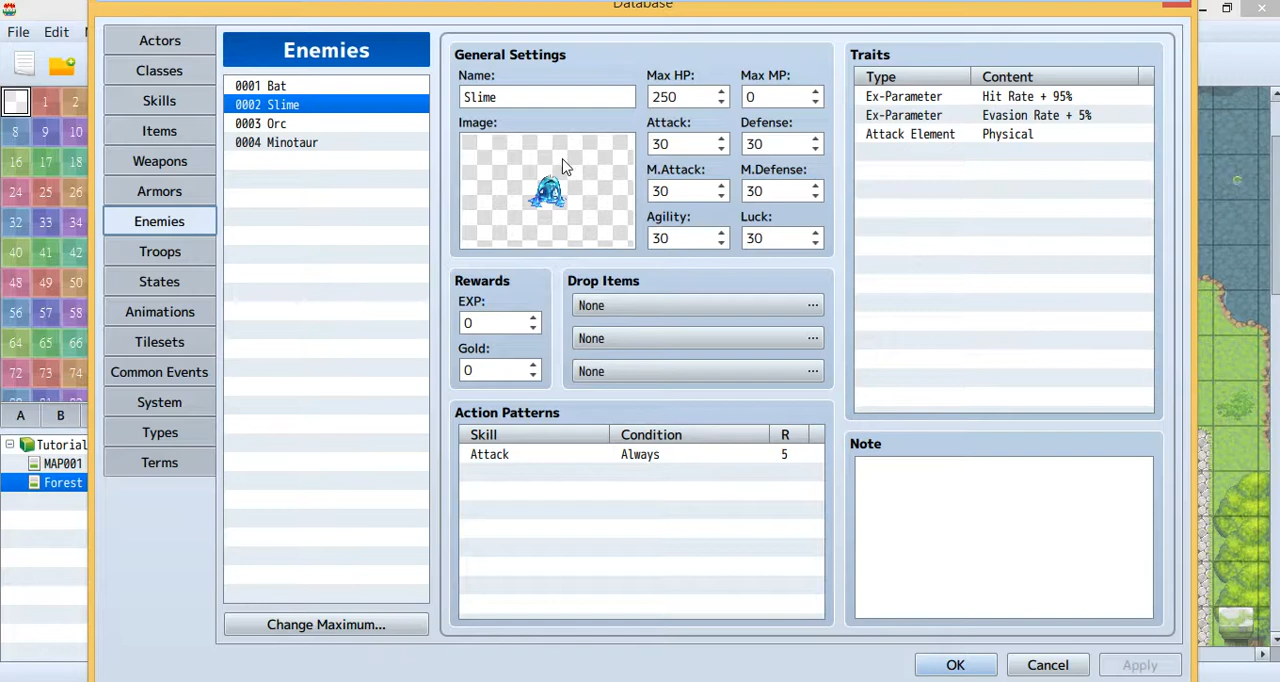 Database
File Edit
1 2
8 9 10
16 17 18
24 25 26
32 33 34
40 41 42
48 49 50
56 57 58
64 65 66
72 73 74
A B
Tutorial
MAP001
Forest
Actors
Classes
Skills
Items
Weapons
Armors
Enemies
Troops
States
Animations
Tilesets
Common Events
System
Types
Terms
Enemies
0001 Bat
0002 Slime
0003 Orc
0004 Minotaur
Change Maximum...
General Settings
Name: Max HP: Max MP:
Slime 250 0
Image: Attack: Defense:
30 30
M.Attack: M.Defense:
30 30
Agility: Luck:
30 30
Rewards
EXP:
0
Gold:
0
Drop Items
None ...
None ...
None ...
Action Patterns
Skill Condition R
Attack Always 5
Traits
Type Content
Ex-Parameter Hit Rate + 95%
Ex-Parameter Evasion Rate + 5%
Attack Element Physical
Note
OK Cancel Apply